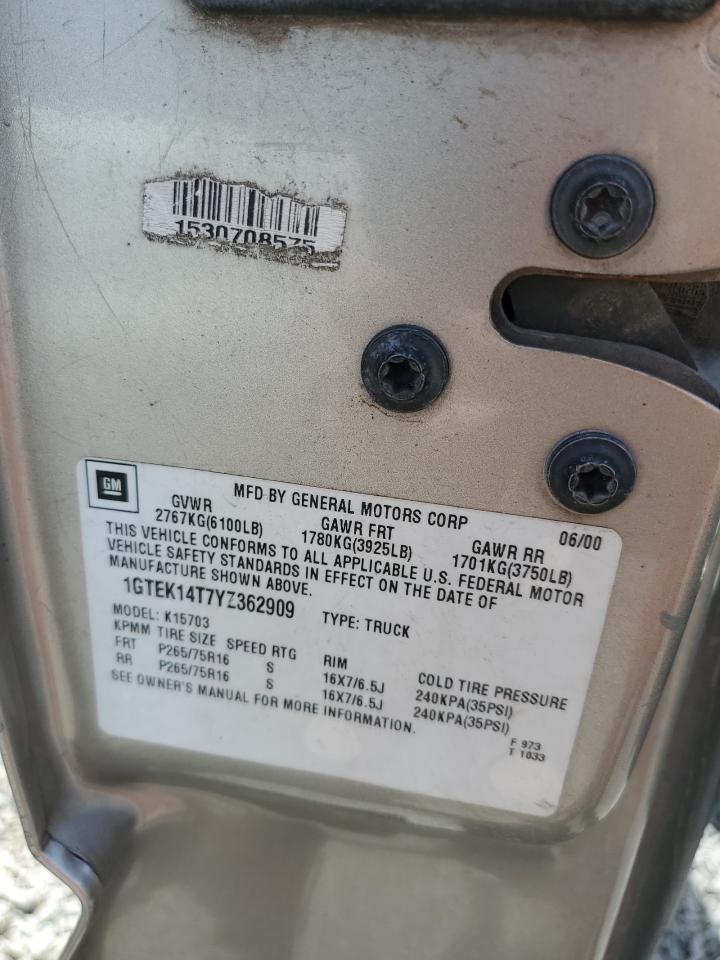 1530708575
GM
MFD BY GENERAL MOTORS CORP 06/00
GVWR GAWR FRT GAWR RR
2767KG(6100LB) 1780KG(3925LB) 1701KG(3750LB)
THIS VEHICLE CONFORMS TO ALL APPLICABLE U.S. FEDERAL MOTOR
VEHICLE SAFETY STANDARDS IN EFFECT ON THE DATE OF
MANUFACTURE SHOWN ABOVE.
1GTEK14T7YZ362909 TYPE: TRUCK
MODEL: K15703
KPMM TIRE SIZE SPEED RTG RIM COLD TIRE PRESSURE
FRT P265/75R16 S 16X7/6.5J 240KPA(35PSI)
RR P265/75R16 S 16X7/6.5J 240KPA(35PSI)
SEE OWNER'S MANUAL FOR MORE INFORMATION.
F 973
T 1033